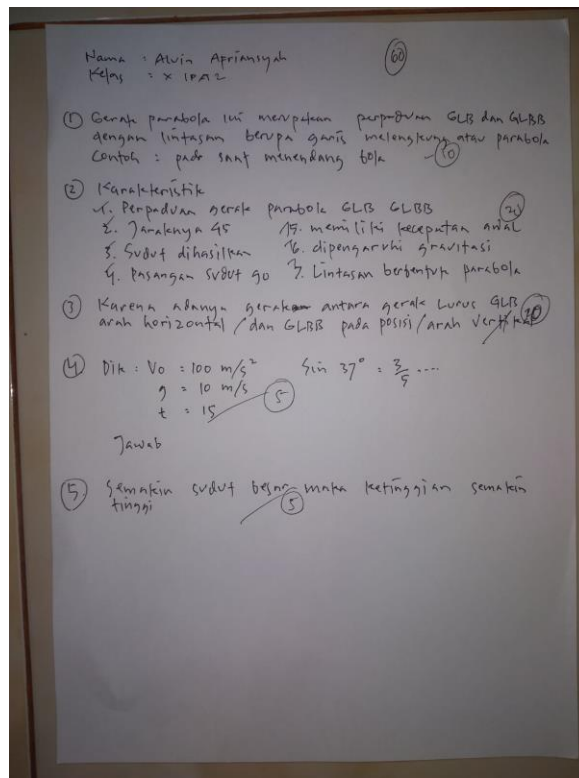 Nama : Alvin Apriansyah
60
Kelas : X IPA 2
① Gerak parabola ini merupakan perpaduan GLB dan GLBB
dengan lintasan berupa garis melengkung atau parabola
Contoh : pada saat menendang bola
10
② Karakteristik
1. Perpaduan gerak parabola GLB GLBB
20
2. Jaraknya 45 5. memiliki kecepatan awal
3. Sudut dihasilkan 6. dipengaruhi gravitasi
4. Pasangan sudut 90 7. Lintasan berbentuk parabola
③ Karena adanya gerak antara gerak Lurus GLB
arah horizontal / dan GLBB pada posisi / arah vertikal
④ Dik : Vo = 100 m/s² Sin 37° = 3/5 ....
g = 10 m/s
t = 15
5
Jawab
⑤ Semakin sudut besar maka ketinggian semakin
tinggi
5